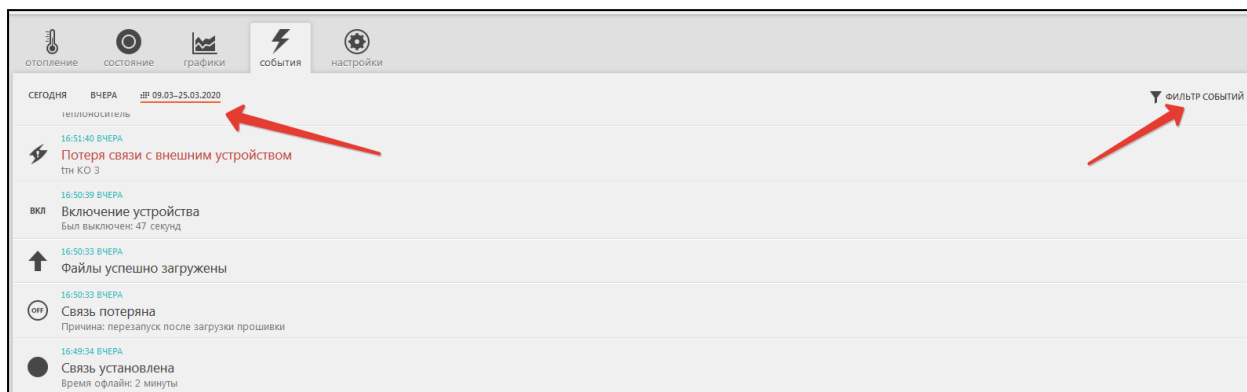 отопление
состояние
графики
события
настройки
СЕГОДНЯ ВЧЕРА 09.03–25.03.2020 ФИЛЬТР СОБЫТИЙ
теплоноситель
16:51:40 ВЧЕРА
Потеря связи с внешним устройством
tтн КО 3
16:50:39 ВЧЕРА
ВКЛ Включение устройства
Был выключен: 47 секунд
16:50:33 ВЧЕРА
Файлы успешно загружены
16:50:33 ВЧЕРА
OFF Связь потеряна
Причина: перезапуск после загрузки прошивки
16:49:34 ВЧЕРА
Связь установлена
Время офлайн: 2 минуты